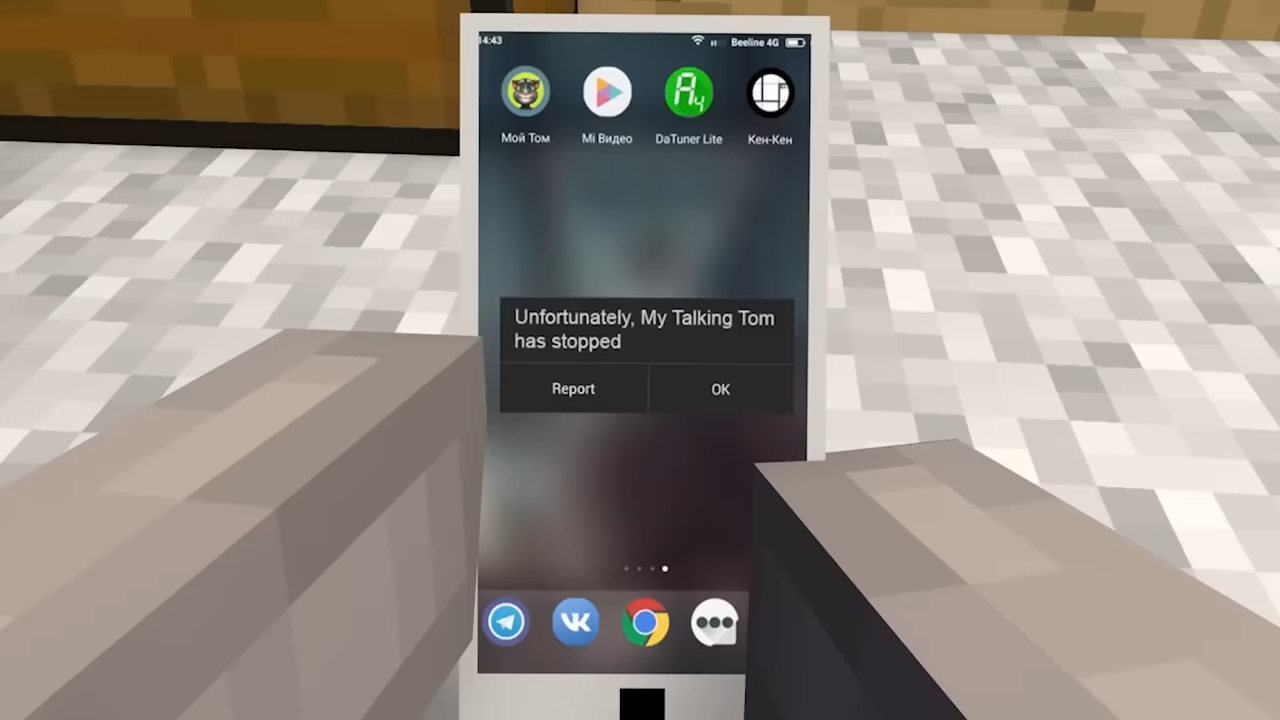 14:43
Beeline 4G
Мой Том
Mi Видео
DaTuner Lite
Кен-Кен
A4
Unfortunately, My Talking Tom
has stopped
Report
OK